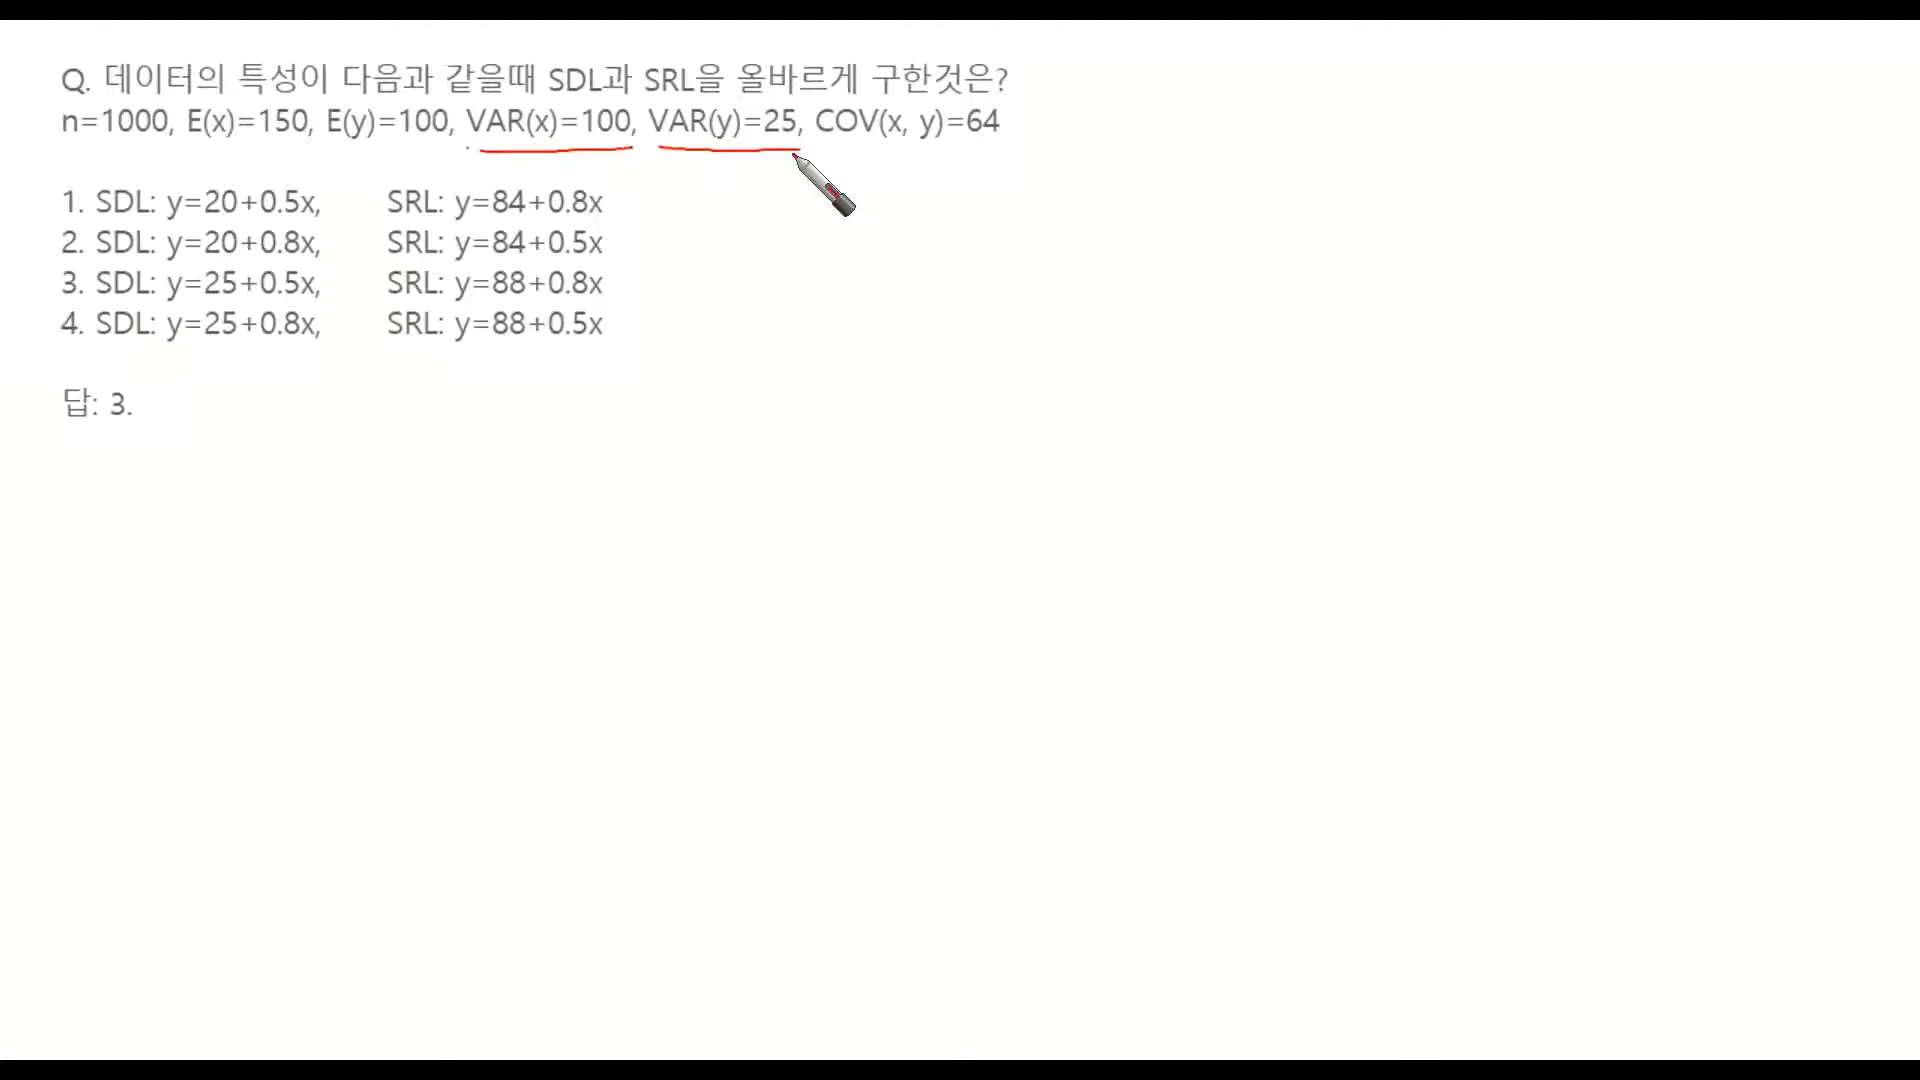 Q. 데이터의 특성이 다음과 같을때 SDL과 SRL을 올바르게 구한것은?
n=1000, E(x)=150, E(y)=100, VAR(x)=100, VAR(y)=25, COV(x, y)=64
1. SDL: y=20+0.5x, SRL: y=84+0.8x
2. SDL: y=20+0.8x, SRL: y=84+0.5x
3. SDL: y=25+0.5x, SRL: y=88+0.8x
4. SDL: y=25+0.8x, SRL: y=88+0.5x
답: 3.